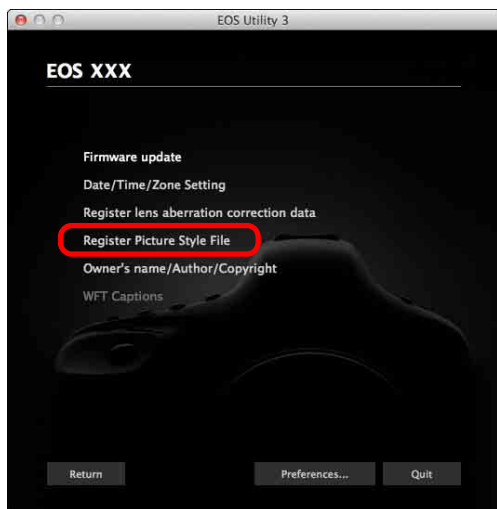 EOS Utility 3
EOS XXX
Firmware update
Date/Time/Zone Setting
Register lens aberration correction data
Register Picture Style File
Owner's name/Author/Copyright
WFT Captions
Return Preferences... Quit